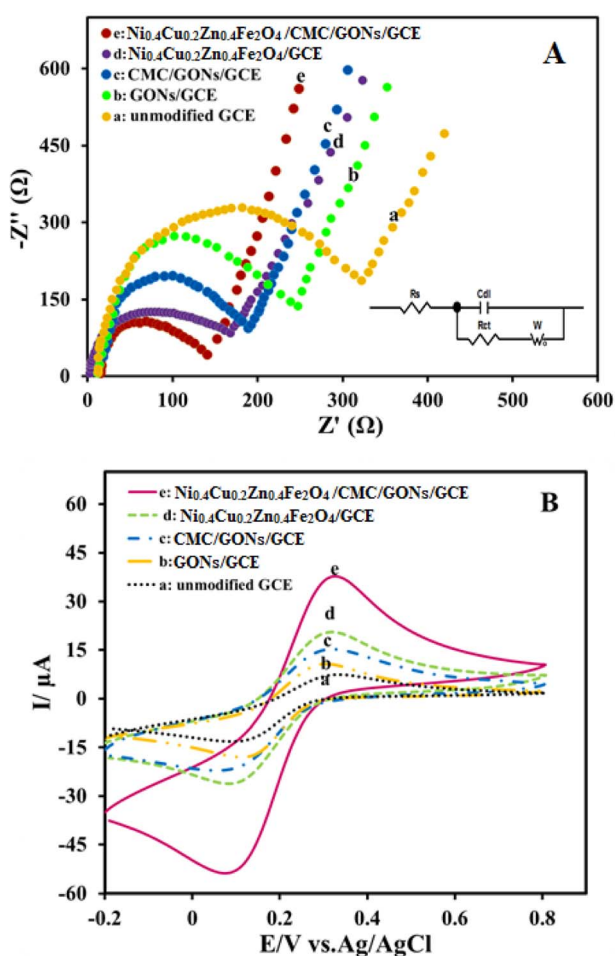 A
e: Ni0.4Cu0.2Zn0.4Fe2O4 /CMC/GONs/GCE
d: Ni0.4Cu0.2Zn0.4Fe2O4/GCE
c: CMC/GONs/GCE
b: GONs/GCE
a: unmodified GCE
600
450
300
150
0
-Z'' (Ω)
e
c
d
b
a
Rs
Cdl
Rct
Wo
0
100
200
300
400
500
600
Z' (Ω)
B
e: Ni0.4Cu0.2Zn0.4Fe2O4 /CMC/GONs/GCE
d: Ni0.4Cu0.2Zn0.4Fe2O4/GCE
c: CMC/GONs/GCE
b: GONs/GCE
a: unmodified GCE
60
45
30
15
0
-15
-30
-45
-60
I/ µA
e
d
c
b
a
-0.2
0
0.2
0.4
0.6
0.8
E/V vs.Ag/AgCl